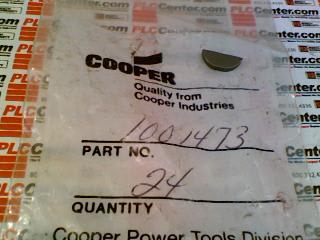 COOPER
Quality from
Cooper Industries
1001473
PART NO.
24
QUANTITY
Cooper Power Tools Division